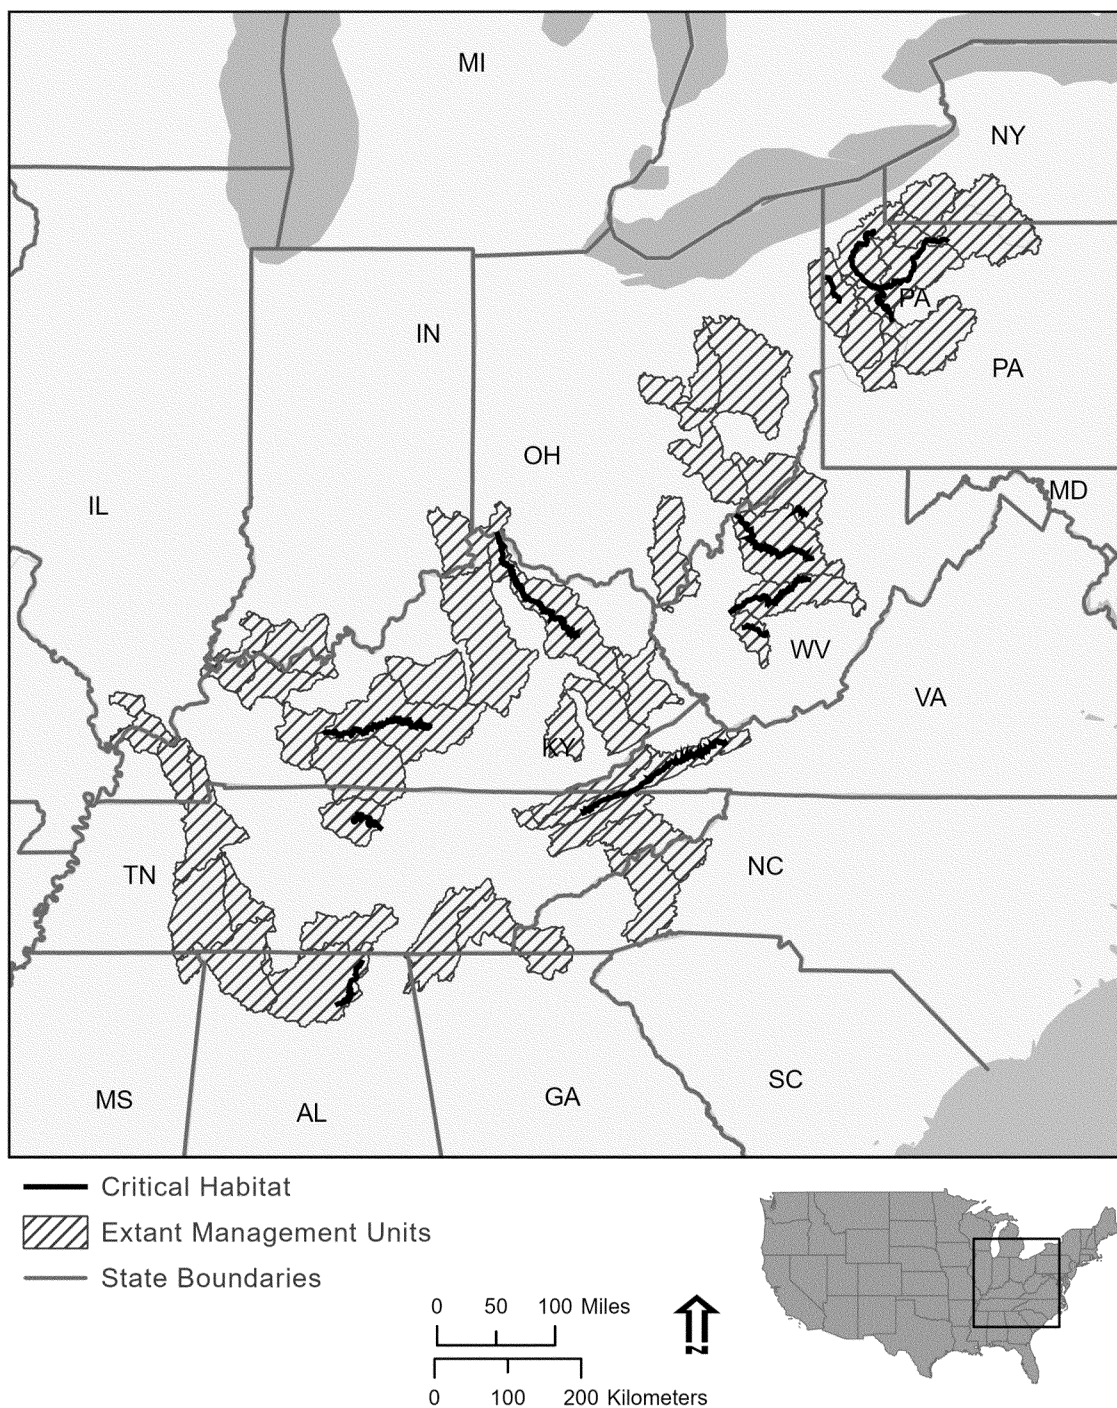 MI
NY
PA
IN
PA
OH
IL
MD
WV
VA
KY
TN
NC
MS
AL
GA
SC
Critical Habitat
Extant Management Units
State Boundaries
0 50 100 Miles
N
0 100 200 Kilometers